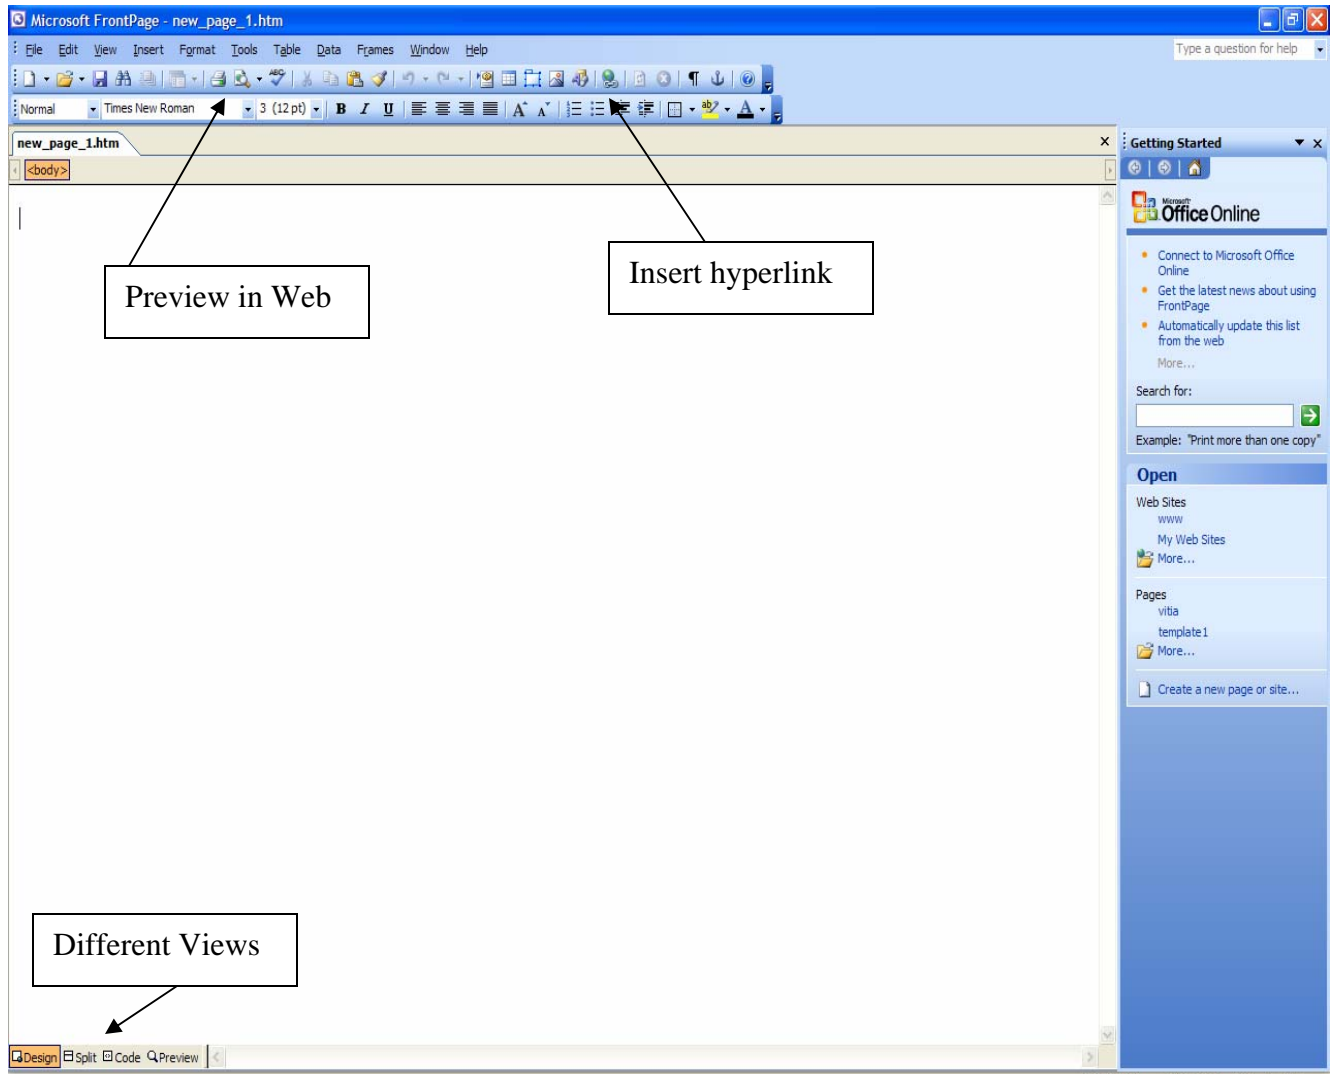 Microsoft FrontPage - new_page_1.htm
File Edit View Insert Format Tools Table Data Frames Window Help
Type a question for help
Normal Times New Roman 3 (12 pt) B I U A A ab A
new_page_1.htm
<body>
Getting Started
Microsoft
Office Online
Connect to Microsoft Office
Online
Get the latest news about using
FrontPage
Automatically update this list
from the web
More...
Search for:
Example: "Print more than one copy"
Open
Web Sites
www
My Web Sites
More...
Pages
vitia
template1
More...
Create a new page or site...
Preview in Web
Insert hyperlink
Different Views
Design Split Code Preview